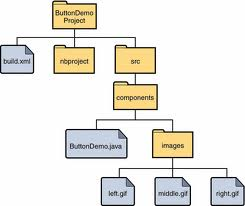 ButtonDemo
Project
build.xml
nbproject
src
components
ButtonDemo.java
images
left.gif
middle.gif
right.gif